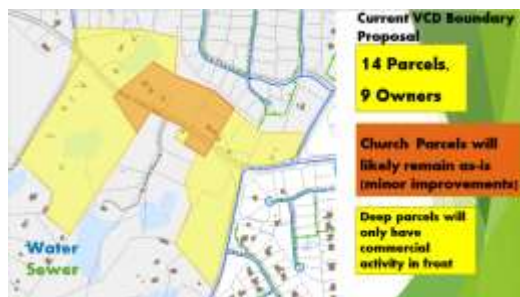 Current VCD Boundary
Proposal
14 Parcels,
9 Owners
Church Parcels will
likely remain as-is
(minor improvements)
Deep parcels will
only have
commercial
activity in front
Water
Sewer